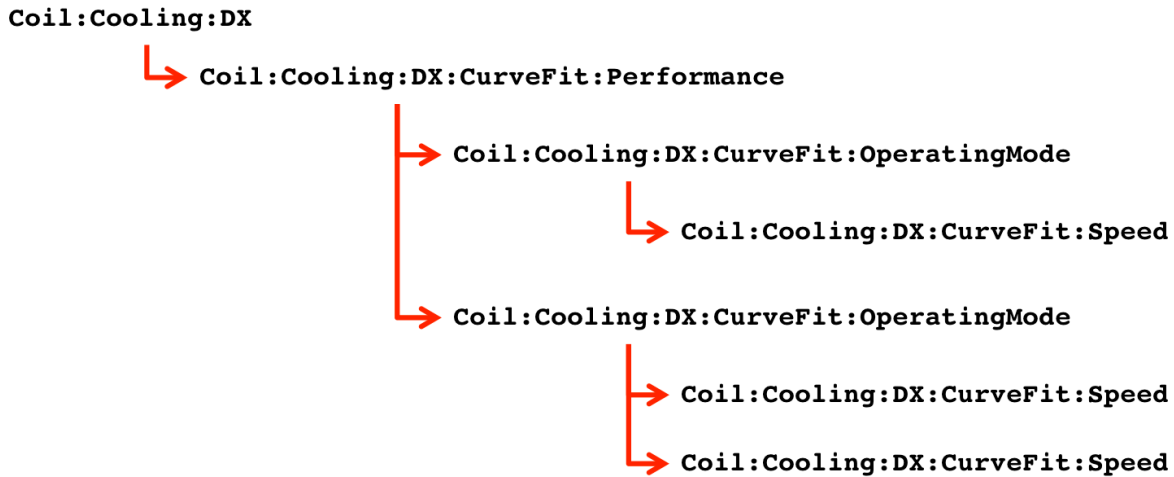 Coil:Cooling:DX
Coil:Cooling:DX:CurveFit:Performance
Coil:Cooling:DX:CurveFit:OperatingMode
Coil:Cooling:DX:CurveFit:Speed
Coil:Cooling:DX:CurveFit:OperatingMode
Coil:Cooling:DX:CurveFit:Speed
Coil:Cooling:DX:CurveFit:Speed